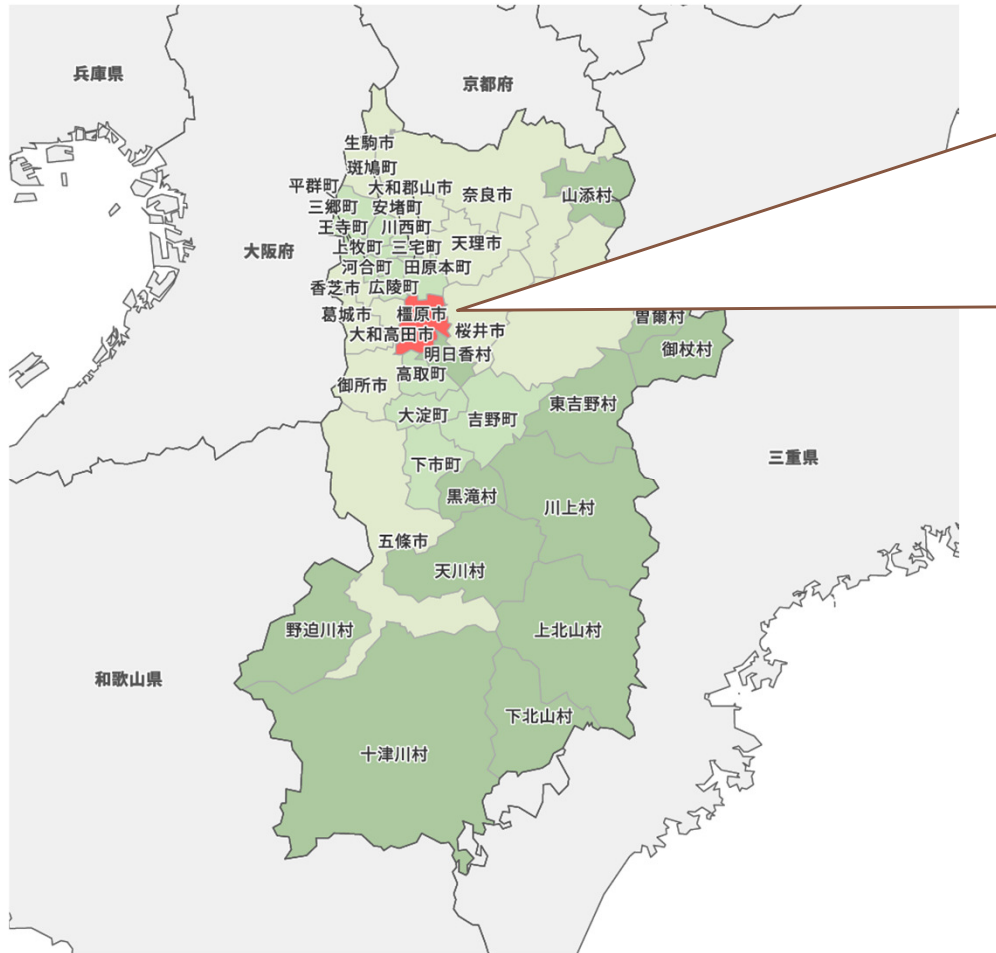 兵庫県
京都府
生駒市
斑鳩町
平群町
大和郡山市
奈良市
山添村
三郷町
安堵町
王寺町
川西町
大阪府
上牧町
三宅町
天理市
河合町
田原本町
香芝市
広陵町
葛城市
橿原市
曽爾村
大和高田市
桜井市
明日香村
御杖村
高取町
御所市
東吉野村
大淀町
吉野町
三重県
下市町
黒滝村
川上村
五條市
天川村
野迫川村
上北山村
和歌山県
下北山村
十津川村